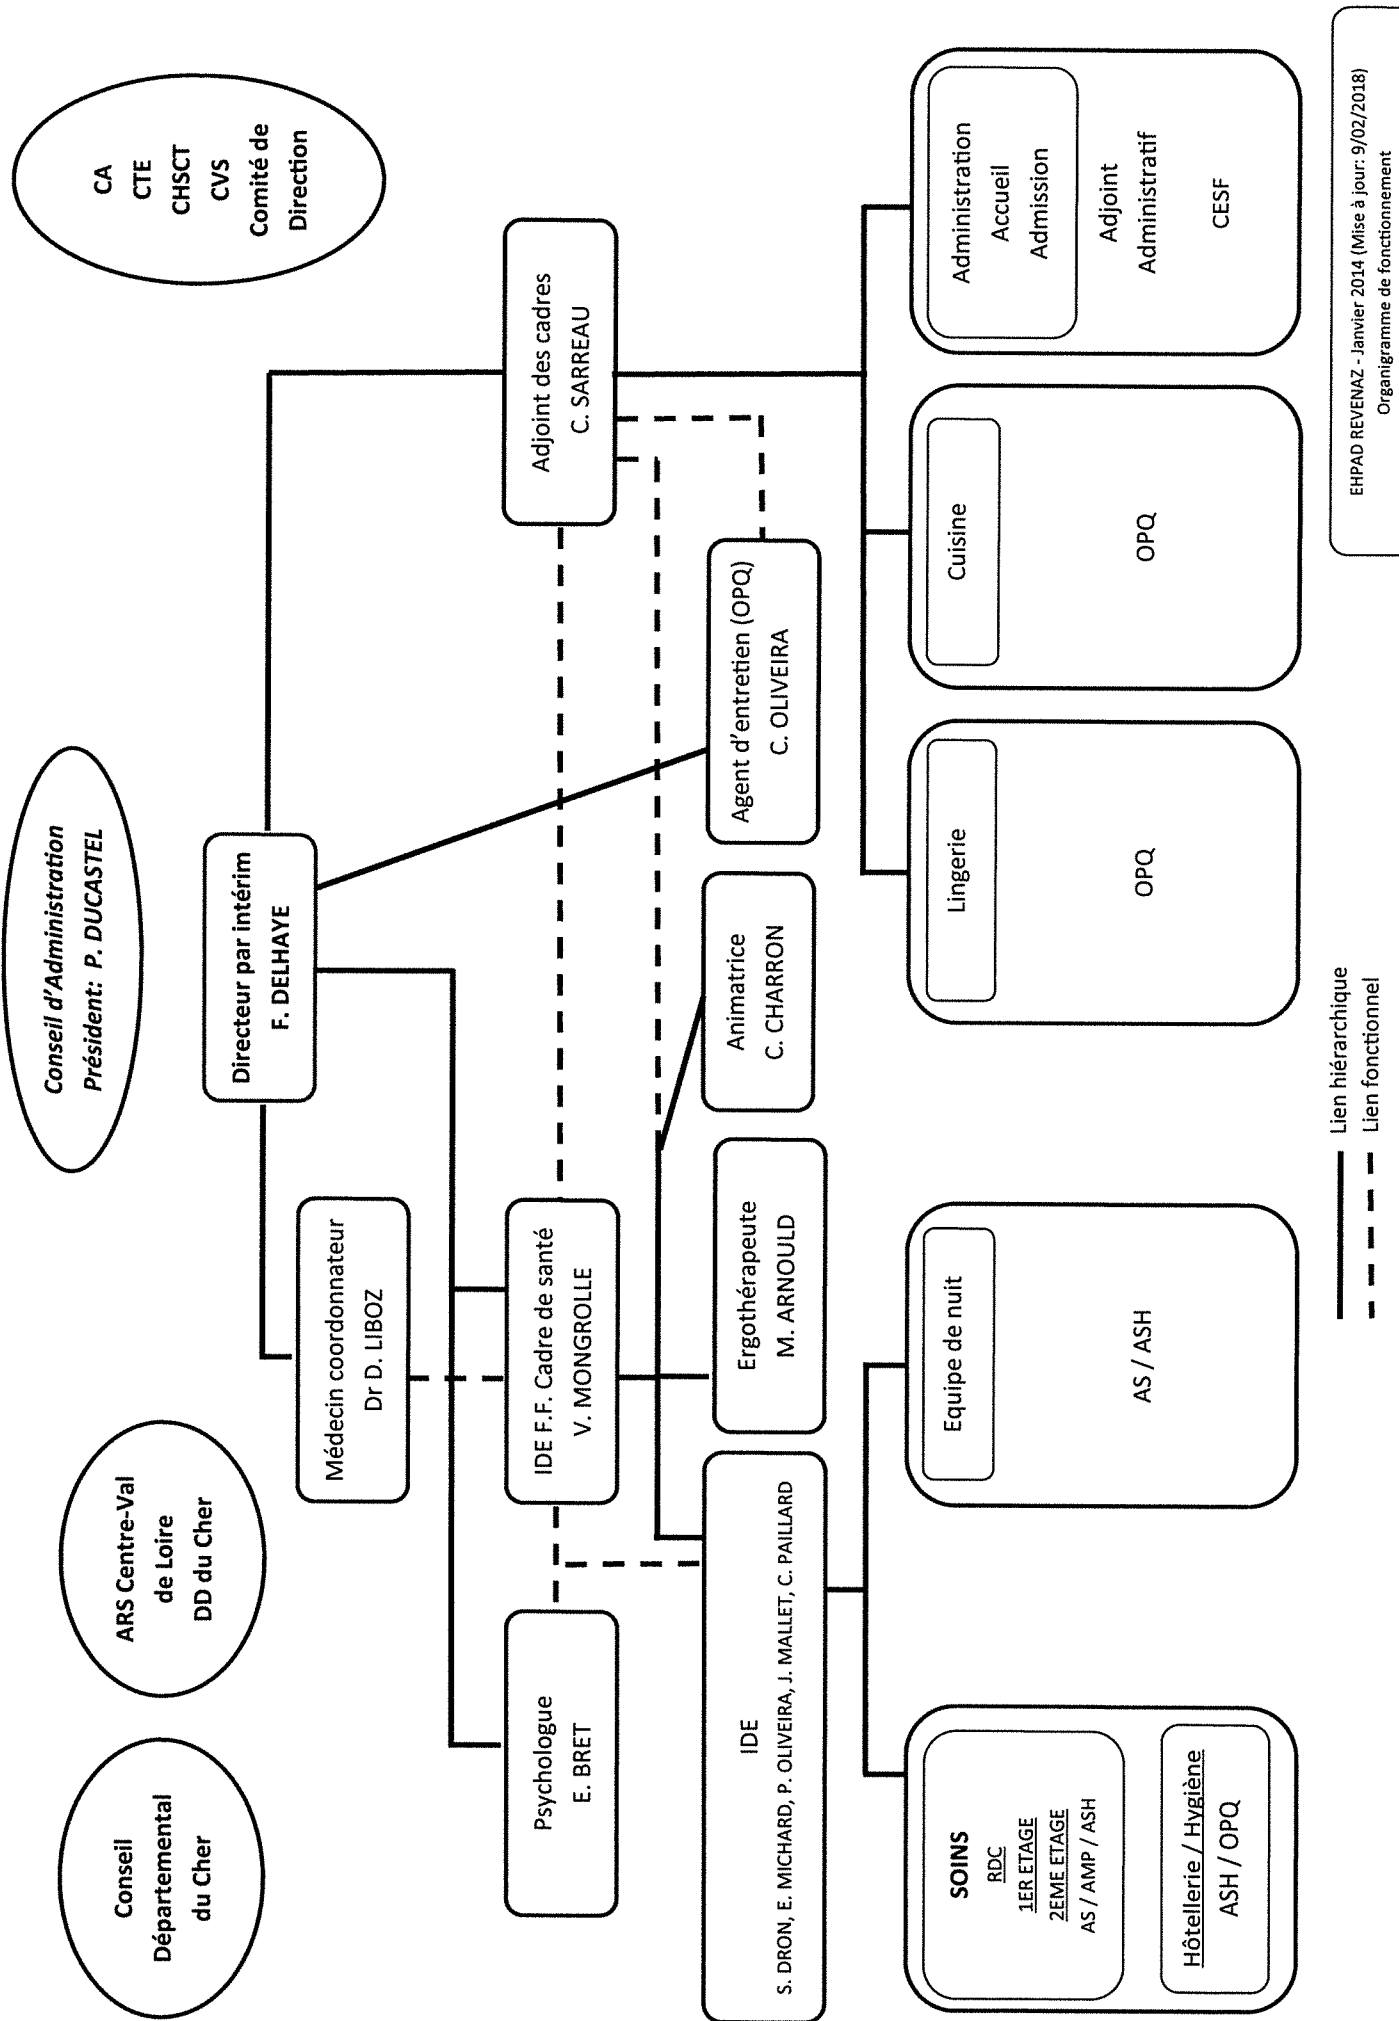 Conseil
Départemental
du Cher
ARS Centre-Val
de Loire
DD du Cher
Conseil d'Administration
Président: P. DUCASTEL
CA
CTE
CHSCT
CVS
Comité de
Direction
Directeur par intérim
F. DELHAYE
Médecin coordonnateur
Dr D. LIBOZ
Psychologue
E. BRET
IDE F.F. Cadre de santé
V. MONGROLLE
Adjoint des cadres
C. SARREAU
IDE
S. DRON, E. MICHARD, P. OLIVEIRA, J. MALLET, C. PAILLARD
Ergothérapeute
M. ARNOULD
Animatrice
C. CHARRON
Agent d'entretien (OPQ)
C. OLIVEIRA
SOINS
RDC
1ER ETAGE
2EME ETAGE
AS / AMP / ASH
Hôtellerie / Hygiène
ASH / OPQ
Equipe de nuit
AS / ASH
Lingerie
OPQ
Cuisine
OPQ
Administration
Accueil
Admission
Adjoint
Administratif
CESF
Lien hiérarchique
Lien fonctionnel
EHPAD REVENAZ - Janvier 2014 (Mise à jour: 9/02/2018)
Organigramme de fonctionnement